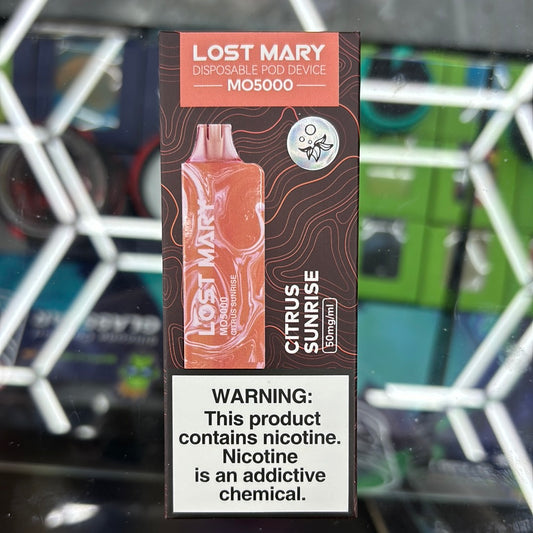 LOST MARY
DISPOSABLE POD DEVICE
MO5000
LOST MARY
MO5000
CITRUS SUNRISE
CITRUS
SUNRISE
50mg/ml
WARNING:
This product
contains nicotine.
Nicotine
is an addictive
chemical.